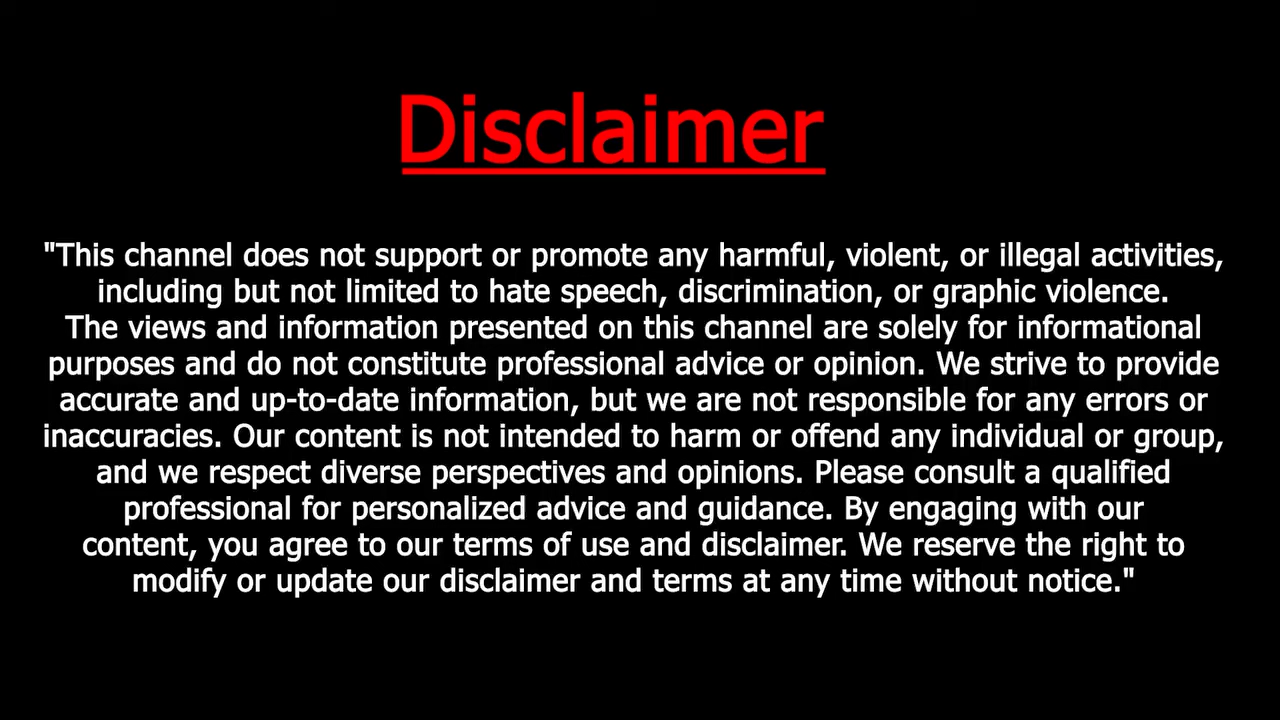 Disclaimer
"This channel does not support or promote any harmful, violent, or illegal activities,
including but not limited to hate speech, discrimination, or graphic violence.
The views and information presented on this channel are solely for informational
purposes and do not constitute professional advice or opinion. We strive to provide
accurate and up-to-date information, but we are not responsible for any errors or
inaccuracies. Our content is not intended to harm or offend any individual or group,
and we respect diverse perspectives and opinions. Please consult a qualified
professional for personalized advice and guidance. By engaging with our
content, you agree to our terms of use and disclaimer. We reserve the right to
modify or update our disclaimer and terms at any time without notice."